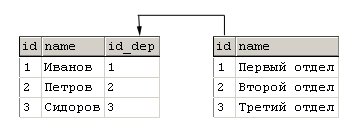 id name id_dep
1 Иванов 1
2 Петров 2
3 Сидоров 3
id name
1 Первый отдел
2 Второй отдел
3 Третий отдел